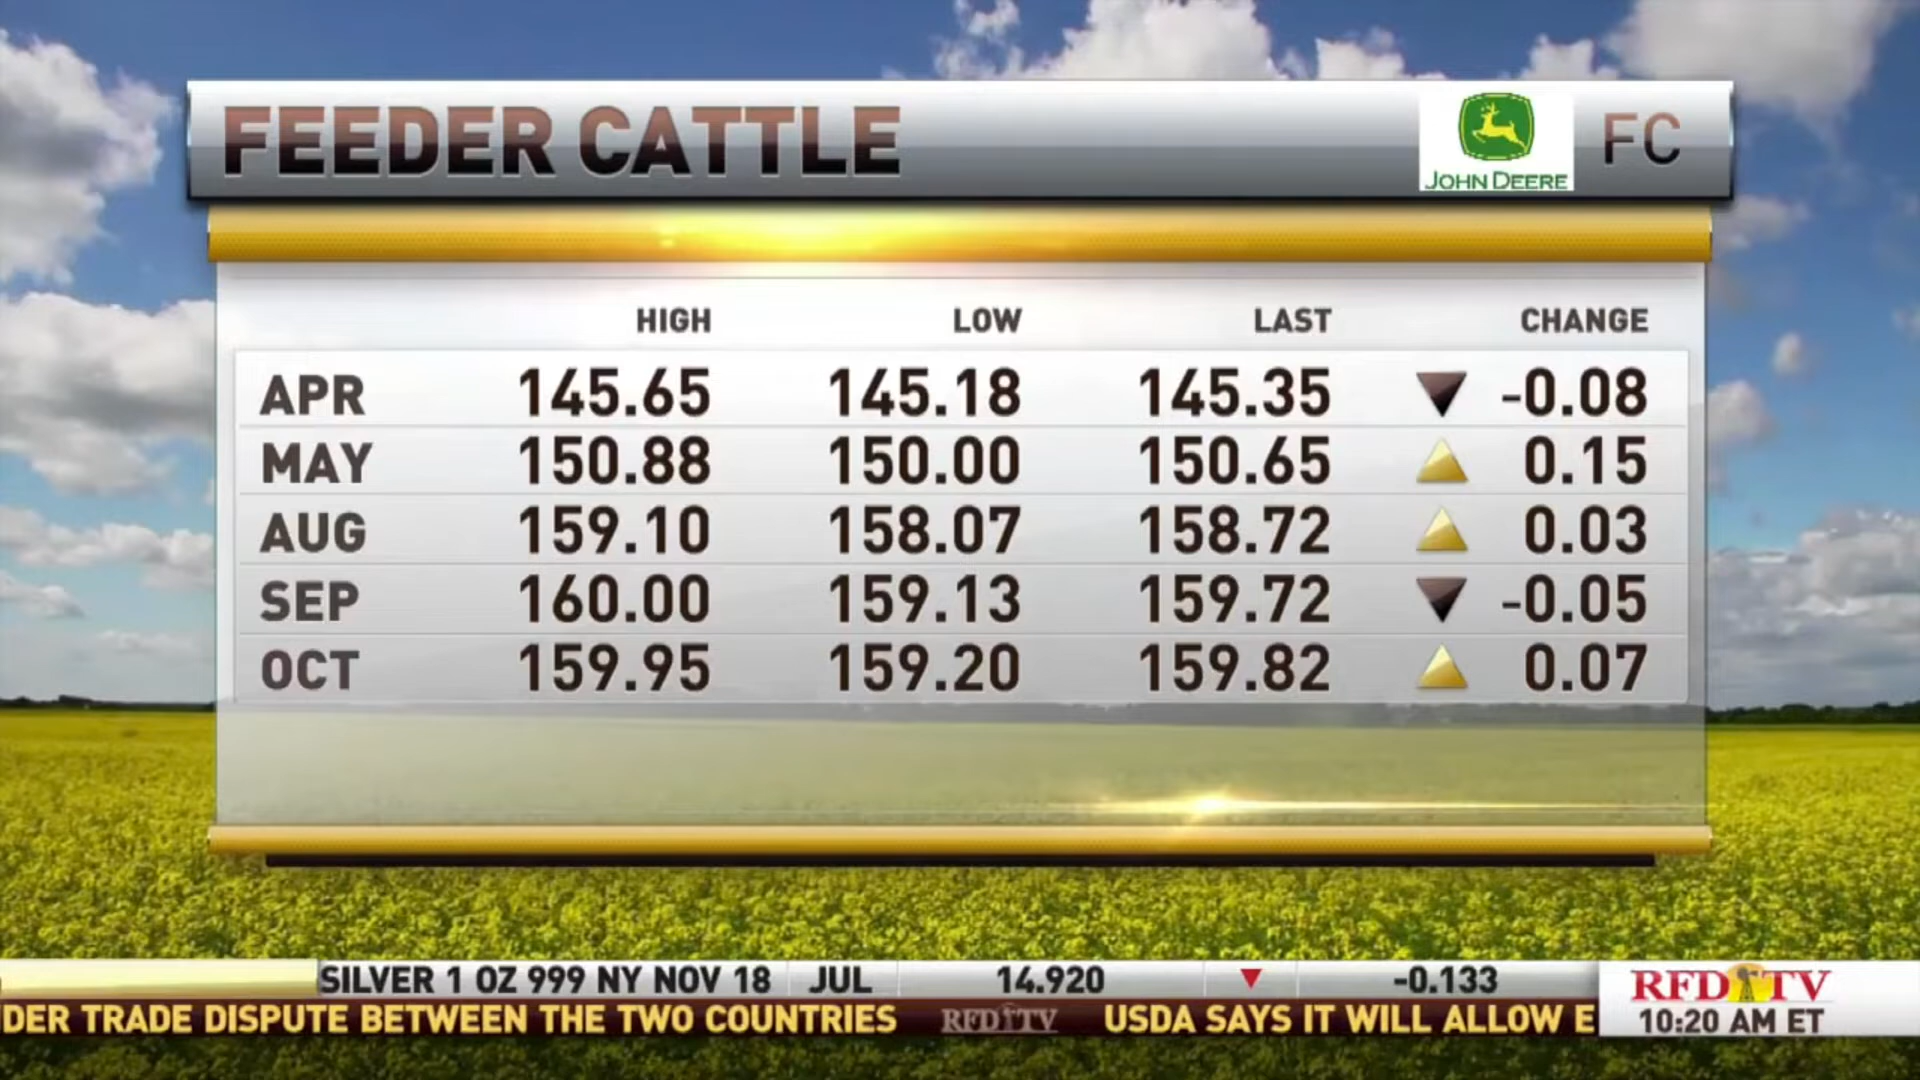 FEEDER CATTLE JOHN DEERE FC
HIGH LOW LAST CHANGE
APR 145.65 145.18 145.35 -0.08
MAY 150.88 150.00 150.65 0.15
AUG 159.10 158.07 158.72 0.03
SEP 160.00 159.13 159.72 -0.05
OCT 159.95 159.20 159.82 0.07
SILVER 1 OZ 999 NY NOV 18 JUL 14.920 -0.133
RFD TV
DER TRADE DISPUTE BETWEEN THE TWO COUNTRIES RFD TV USDA SAYS IT WILL ALLOW E
10:20 AM ET